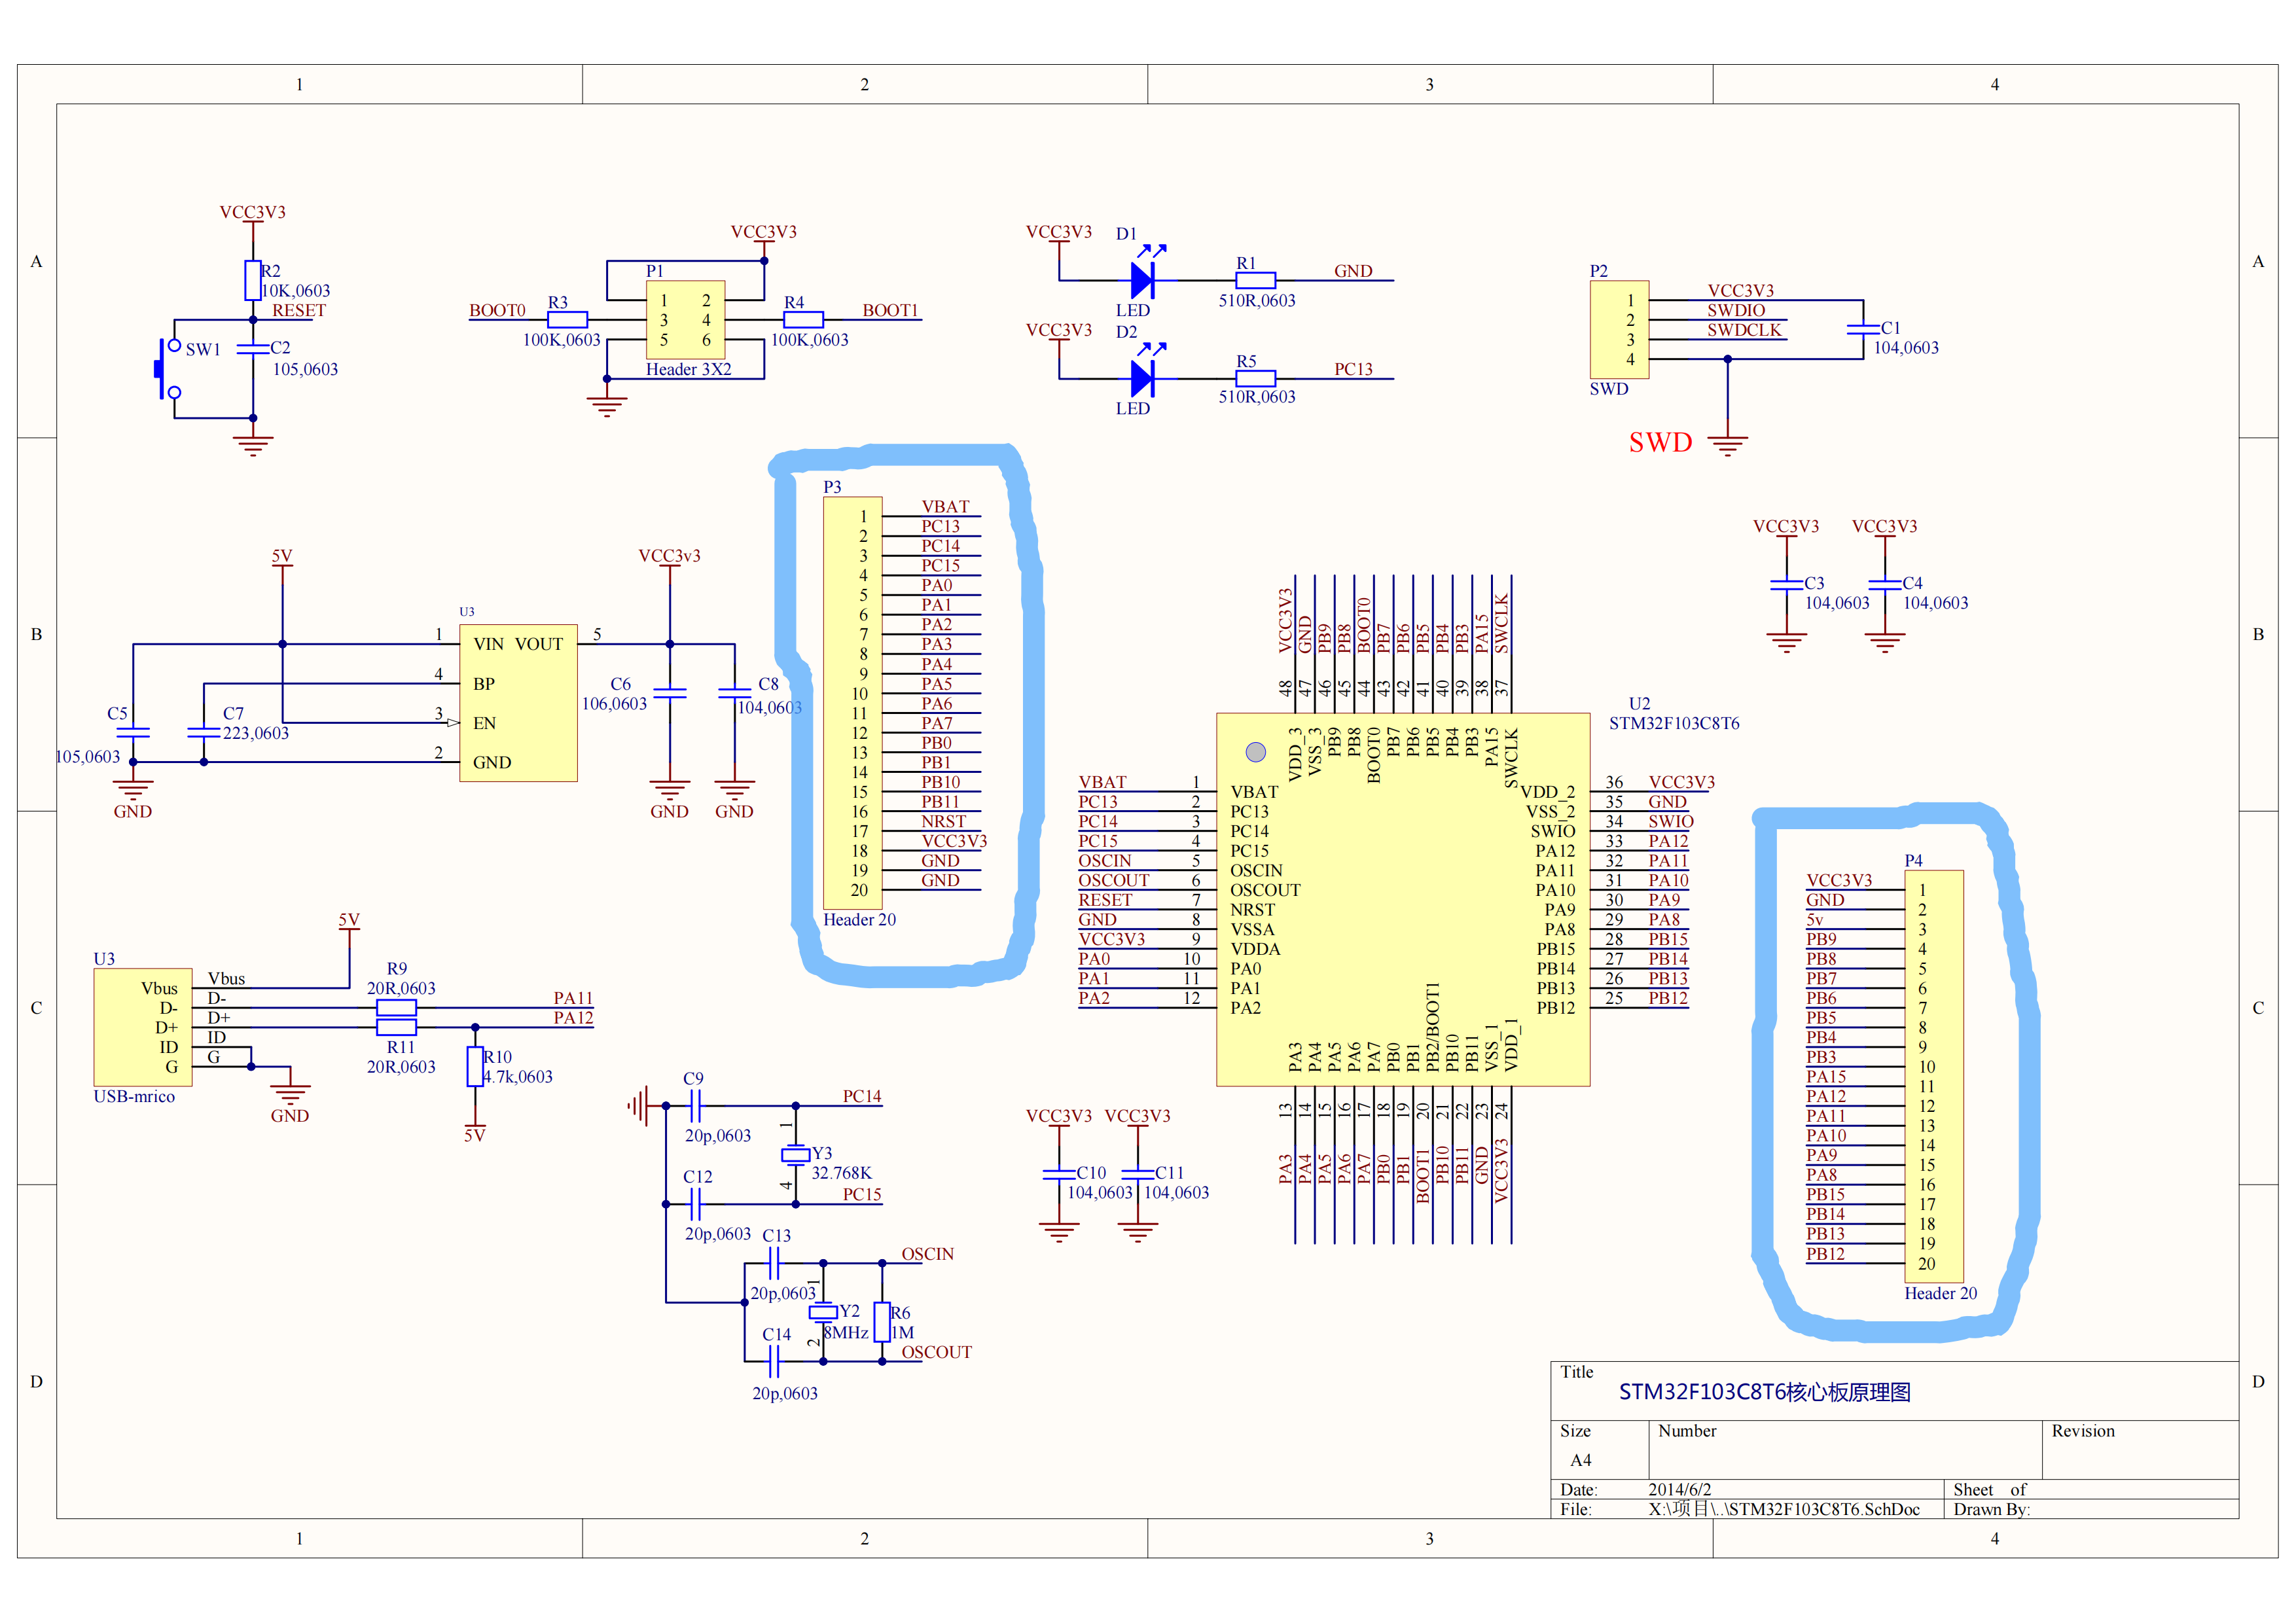 1 2 3 4
A A
VCC3V3
R2
10K,0603
RESET
SW1
C2
105,0603
VCC3V3
P1
BOOT0
R3
100K,0603
1 2
3 4
5 6
R4
100K,0603
BOOT1
Header 3X2
VCC3V3
D1
LED
R1
510R,0603
GND
VCC3V3
D2
LED
R5
510R,0603
PC13
P2
1 VCC3V3
2 SWDIO
3 SWDCLK
4
C1
104,0603
SWD
SWD
B B
5V
VCC3v3
U3
1 VIN VOUT 5
4 BP
3 EN
2 GND
C5
105,0603
C7
223,0603
C6
106,0603
C8
104,0603
GND
GND
GND
P3
1 VBAT
2 PC13
3 PC14
4 PC15
5 PA0
6 PA1
7 PA2
8 PA3
9 PA4
10 PA5
11 PA6
12 PA7
13 PB0
14 PB1
15 PB10
16 PB11
17 NRST
18 VCC3V3
19 GND
20 GND
Header 20
VCC3V3 VCC3V3
C3
104,0603
C4
104,0603
U2
STM32F103C8T6
VCC3V3 48 VDD_3
GND 47 VSS_3
PB9 46 PB9
PB8 45 PB8
BOOT0 44 BOOT0
PB7 43 PB7
PB6 42 PB6
PB5 41 PB5
PB4 40 PB4
PB3 39 PB3
PA15 38 PA15
SWCLK 37 SWCLK
VBAT 1 VBAT
PC13 2 PC13
PC14 3 PC14
PC15 4 PC15
OSCIN 5 OSCIN
OSCOUT 6 OSCOUT
RESET 7 NRST
GND 8 VSSA
VCC3V3 9 VDDA
PA0 10 PA0
PA1 11 PA1
PA2 12 PA2
VDD_2 36 VCC3V3
VSS_2 35 GND
SWIO 34 SWIO
PA12 33 PA12
PA11 32 PA11
PA10 31 PA10
PA9 30 PA9
PA8 29 PA8
PB15 28 PB15
PB14 27 PB14
PB13 26 PB13
PB12 25 PB12
PA3 13 PA3
PA4 14 PA4
PA5 15 PA5
PA6 16 PA6
PA7 17 PA7
PB0 18 PB0
PB1 19 PB1
PB2/BOOT1 20 BOOT1
PB10 21 PB10
PB11 22 PB11
VSS_1 23 GND
VDD_1 24 VCC3V3
C C
P4
VCC3V3 1
GND 2
5v 3
PB9 4
PB8 5
PB7 6
PB6 7
PB5 8
PB4 9
PB3 10
PA15 11
PA12 12
PA11 13
PA10 14
PA9 15
PA8 16
PB15 17
PB14 18
PB13 19
PB12 20
Header 20
5V
U3
Vbus Vbus
D- D-
D+ D+
ID ID
G G
USB-mrico
GND
R9
20R,0603
PA11
PA12
R11
20R,0603
R10
4.7k,0603
5V
C9
20p,0603
PC14
1
Y3
32.768K
4
C12
20p,0603
PC15
C13
20p,0603
OSCIN
1
Y2
8MHz
2
R6
1M
C14
20p,0603
OSCOUT
VCC3V3 VCC3V3
C10
104,0603
C11
104,0603
D D
Title
STM32F103C8T6核心板原理图
Size Number Revision
A4
Date: 2014/6/2 Sheet of
File: X:\项目\..\STM32F103C8T6.SchDoc Drawn By:
1 2 3 4